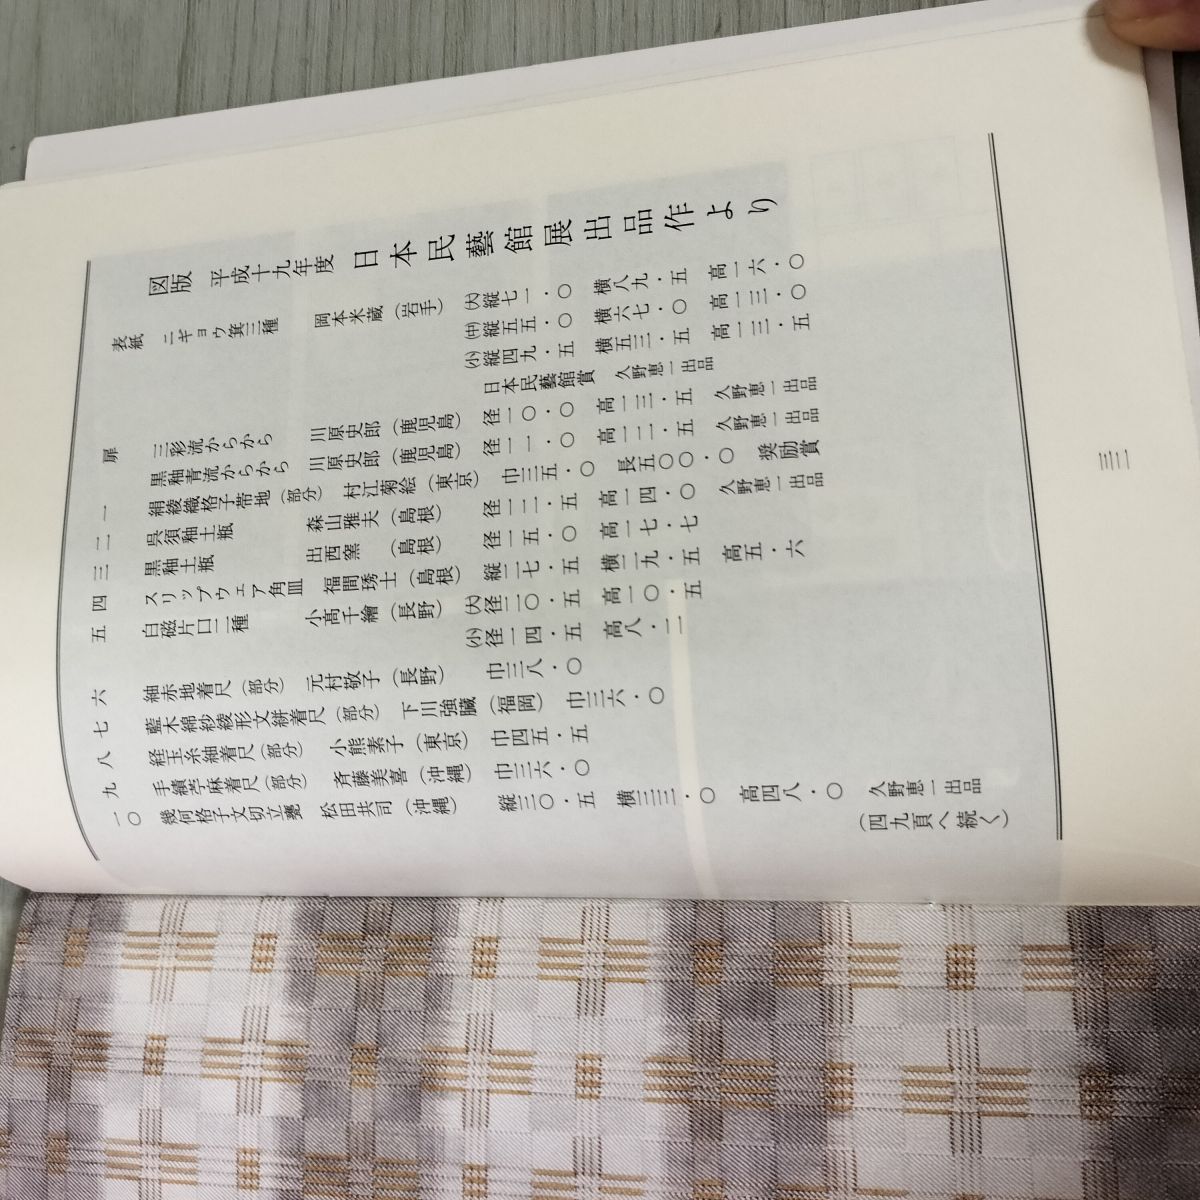 図版 平成十九年度 日本民藝館展出品作より
表紙 ニギョウ箕三種 岡本米蔵（岩手） （大）縦七一・〇 横八九・五 高一六・〇
（中）縦五五・〇 横六七・〇 高一三・〇
（小）縦四九・五 横五三・五 高一三・五
日本民藝館賞 久野恵一出品
扉 三彩流からから 川原史郎（鹿児島） 径一〇・〇 高一三・五 久野恵一出品
黒釉青流からから 川原史郎（鹿児島） 径一一・〇 高一二・五 久野恵一出品
一 絹綾織格子帯地（部分） 村江菊絵（東京） 巾三五・〇 長五〇〇・〇 奨励賞
二 呉須釉土瓶 森山雅夫（島根） 径一二・五 高一四・〇 久野恵一出品
三 黒釉土瓶 出西窯（島根） 径一五・〇 高一七・七
四 スリップウェア角皿 福間琇士（島根） 縦二七・五 横二九・五 高五・六
五 白磁片口二種 小高千繪（長野） （大）径二〇・五 高一〇・五
（小）径一四・五 高八・二
六 紬赤地着尺（部分） 元村敬子（長野） 巾三八・〇
七 藍木綿紗綾形文絣着尺（部分） 下川強臓（福岡） 巾三六・〇
八 経玉糸紬着尺（部分） 小熊素子（東京） 巾四五・五
九 手績苧麻着尺（部分） 斉藤美喜（沖縄） 巾三六・〇
一〇 幾何格子文切立甕 松田共司（沖縄） 縦三〇・五 横三三・〇 高四八・〇 久野恵一出品
（四九頁へ続く）